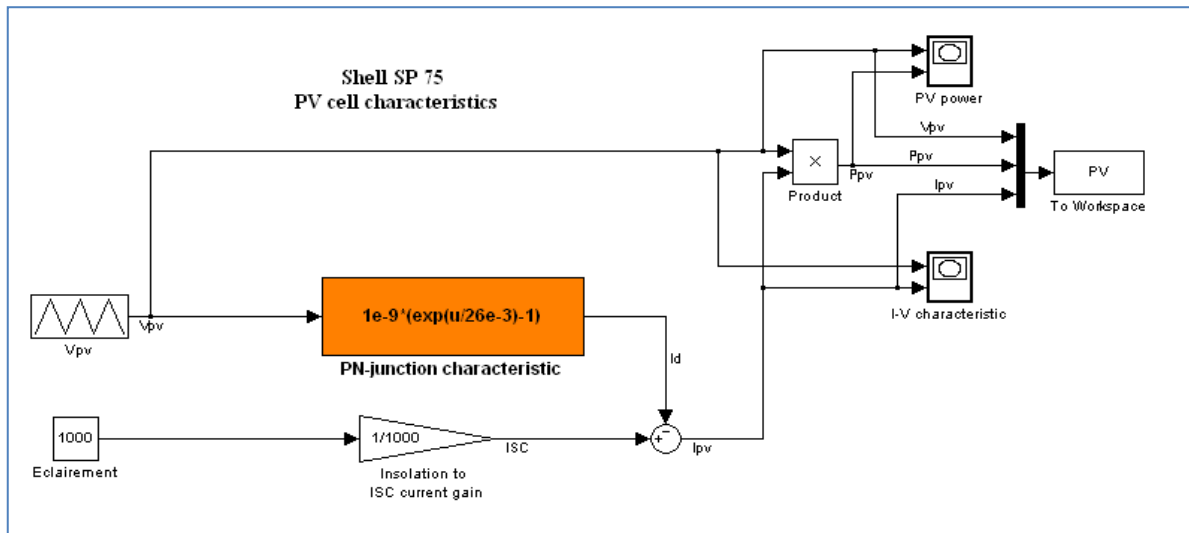 Shell SP 75
PV cell characteristics
PV power
Vpv
Ppv
Ppv
Ipv
×
Product
PV
To Workspace
I-V characteristic
Vpv
Vpv
1e-9*(exp(u/26e-3)-1)
PN-junction characteristic
Id
1000
Eclairement
1/1000
ISC
Insolation to
ISC current gain
+
-
Ipv